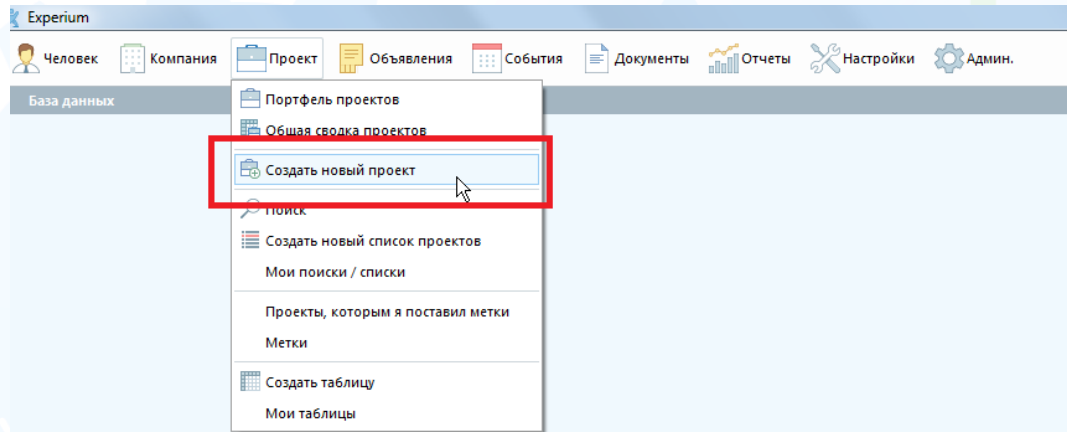 Experium
Человек Компания Проект Объявления События Документы Отчеты Настройки Админ.
База данных
Портфель проектов
Общая сводка проектов
Создать новый проект
Поиск
Создать новый список проектов
Мои поиски / списки
Проекты, которым я поставил метки
Метки
Создать таблицу
Мои таблицы